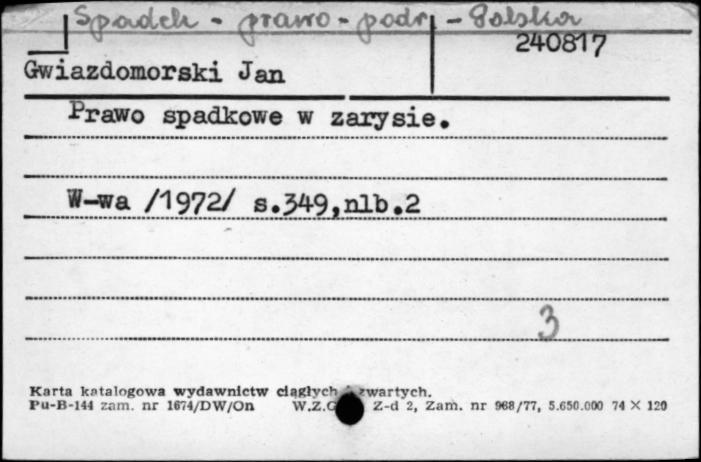 Spadek - prawo - podr. - Polska
240817
Gwiazdomorski Jan
Prawo spadkowe w zarysie.
W-wa /1972/ s.349,nlb.2
3
Karta katalogowa wydawnictw ciągłych i zwartych.
Pu-B-144 zam. nr 1674/DW/On W.Z.G. Z-d 2, Zam. nr 968/77, 5.650.000 74 × 120